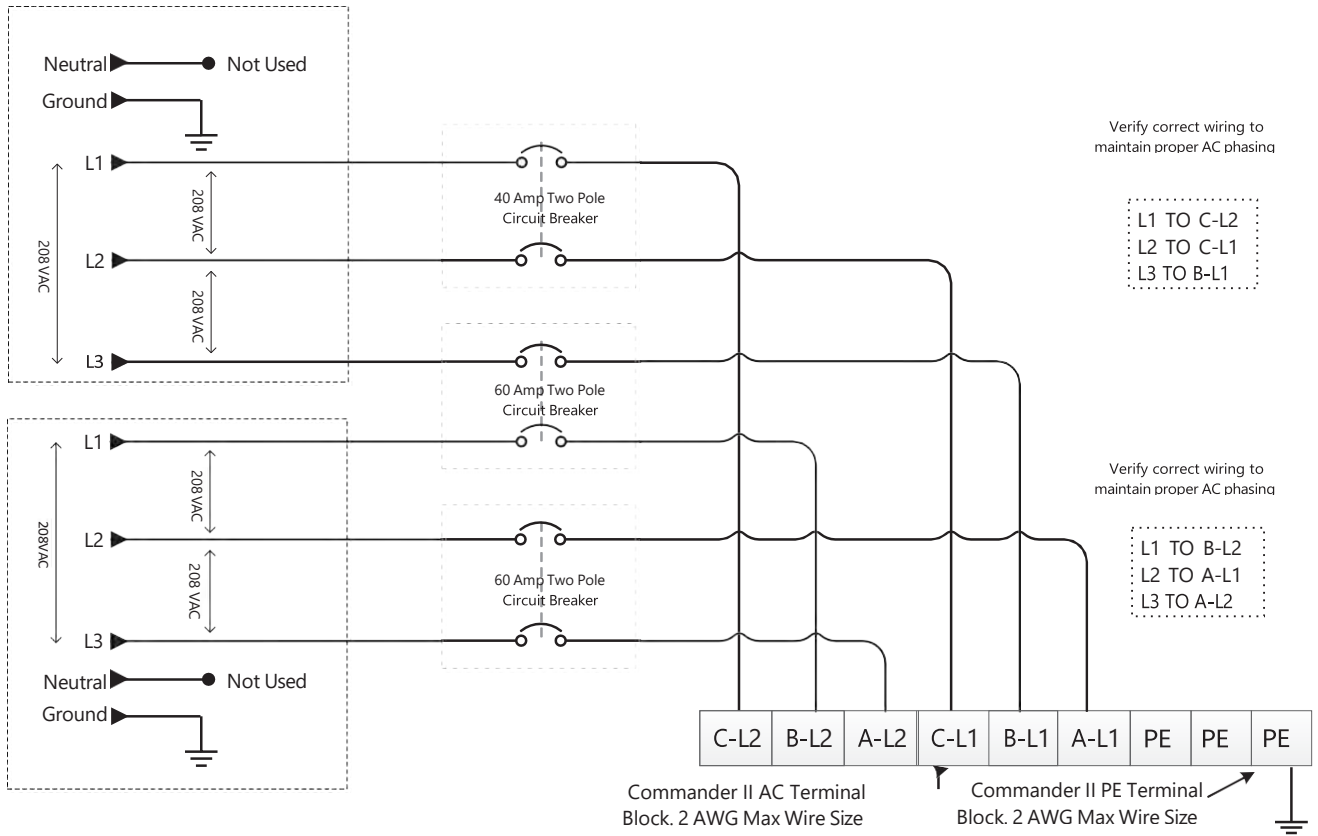 Neutral
Not Used
Ground
L1
208 VAC
208 VAC
L2
208 VAC
L3
40 Amp Two Pole
Circuit Breaker
Verify correct wiring to
maintain proper AC phasing
L1 TO C-L2
L2 TO C-L1
L3 TO B-L1
60 Amp Two Pole
Circuit Breaker
L1
208 VAC
208VAC
L2
208 VAC
L3
Neutral
Not Used
Ground
60 Amp Two Pole
Circuit Breaker
Verify correct wiring to
maintain proper AC phasing
L1 TO B-L2
L2 TO A-L1
L3 TO A-L2
C-L2 B-L2 A-L2 C-L1 B-L1 A-L1 PE PE PE
Commander II AC Terminal
Block. 2 AWG Max Wire Size
Commander II PE Terminal
Block. 2 AWG Max Wire Size